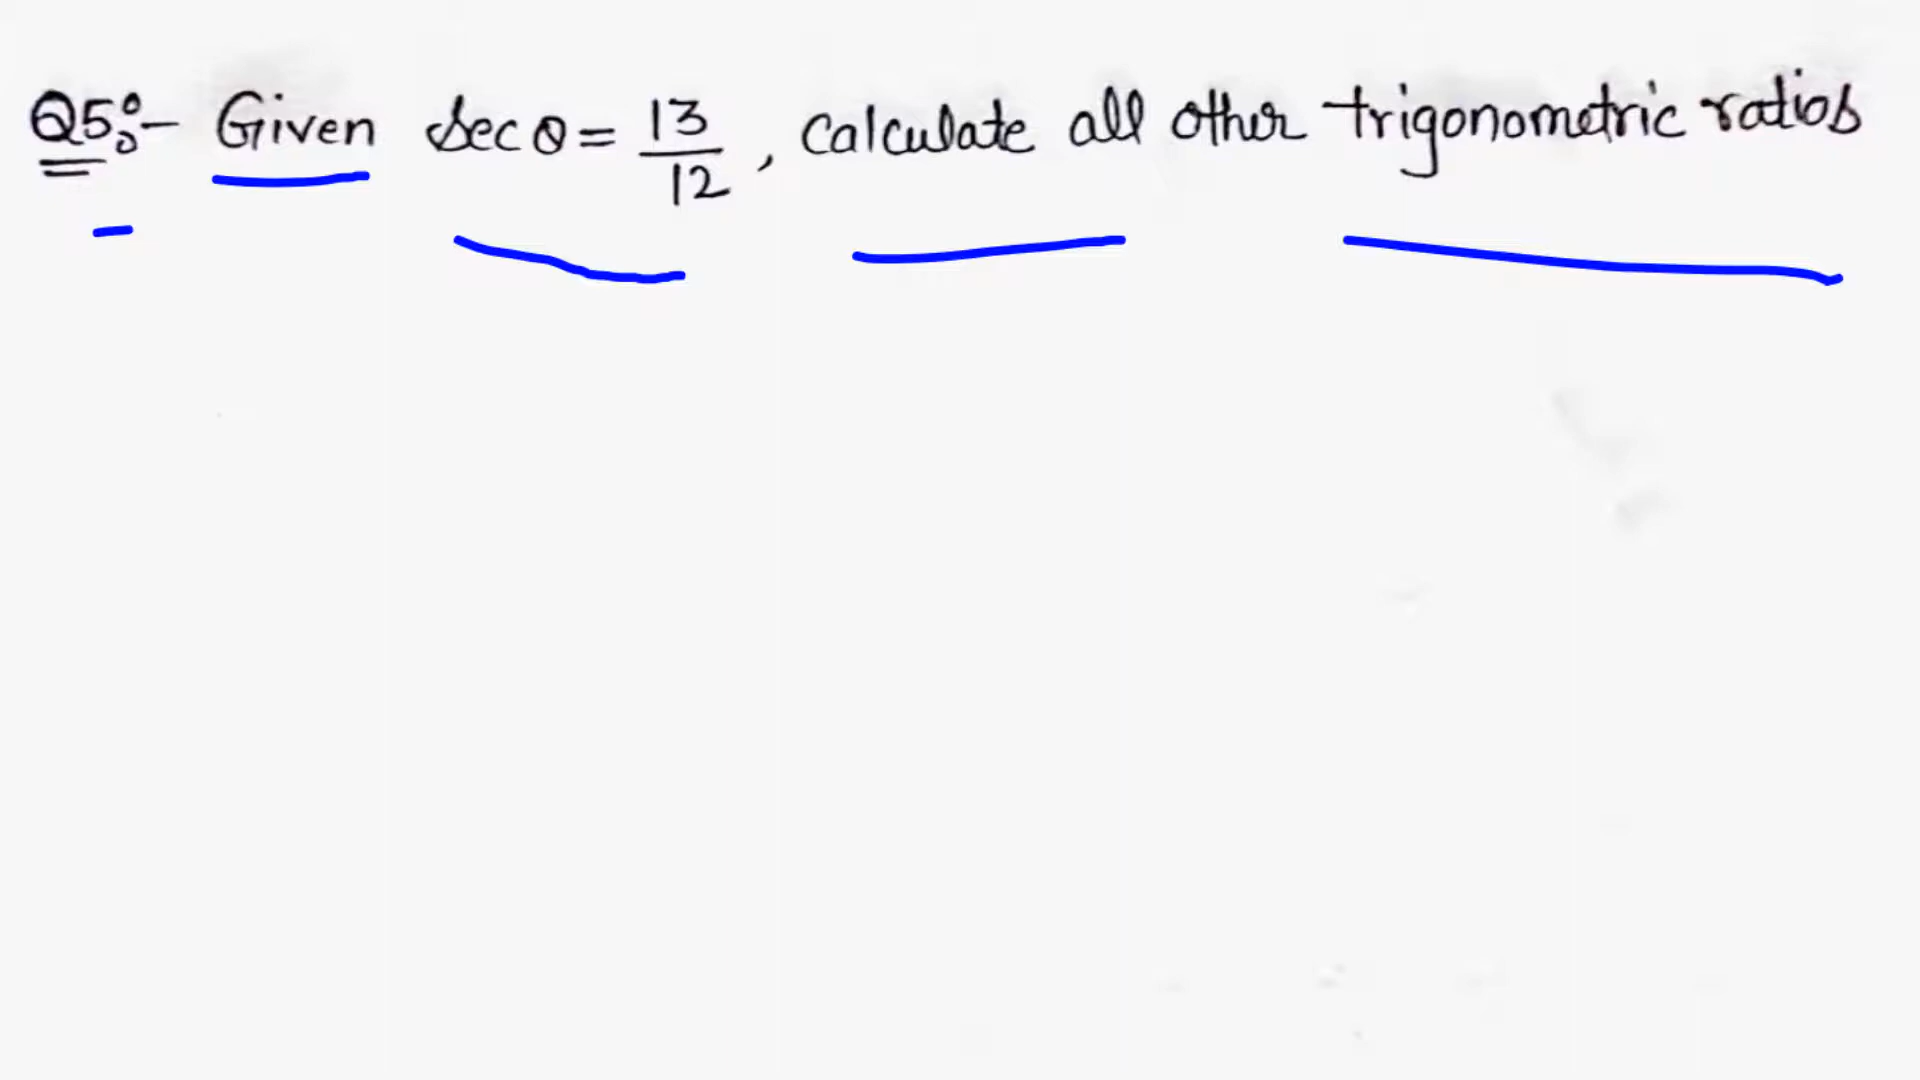 Q5:- Given Sec θ = 13/12, calculate all other trigonometric ratios